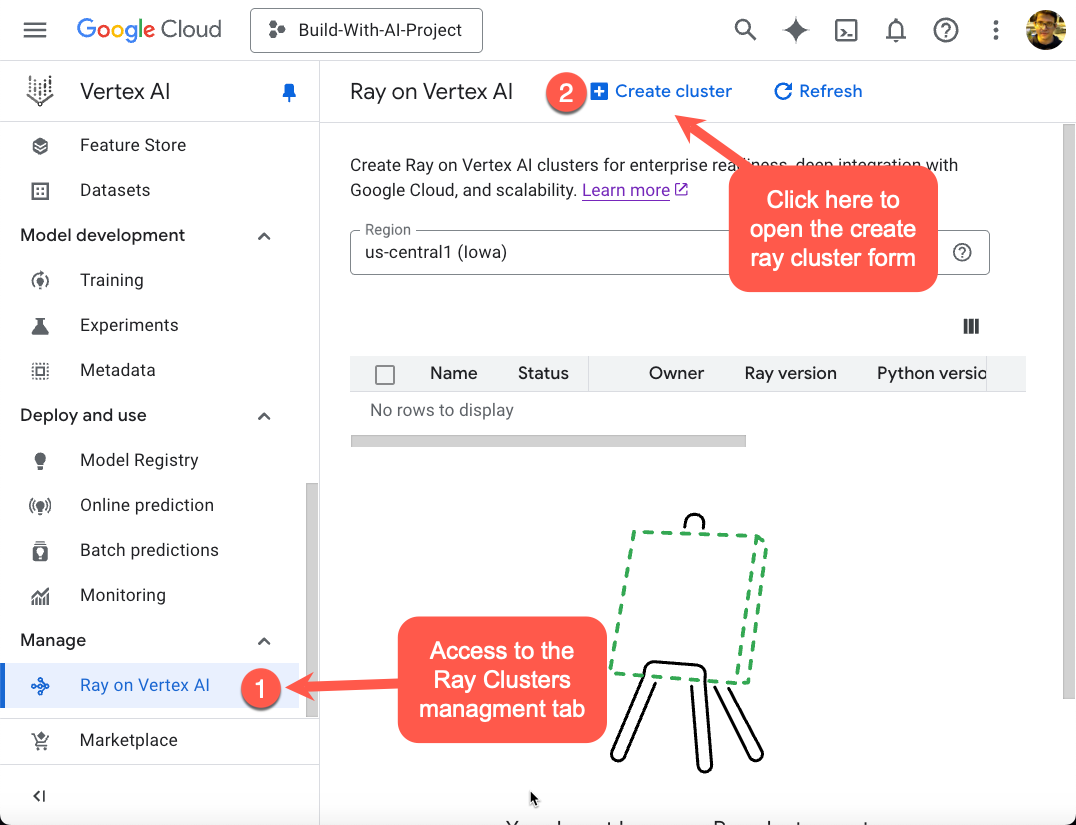 Google Cloud
Build-With-AI-Project
Vertex AI
Feature Store
Datasets
Model development
Training
Experiments
Metadata
Deploy and use
Model Registry
Online prediction
Batch predictions
Monitoring
Manage
Ray on Vertex AI
1
Marketplace
Ray on Vertex AI
2
Create cluster
Refresh
Create Ray on Vertex AI clusters for enterprise readiness, deep integration with
Google Cloud, and scalability. Learn more
Region
us-central1 (Iowa)
Click here to
open the create
ray cluster form
Name Status Owner Ray version Python versio
No rows to display
Access to the
Ray Clusters
managment tab